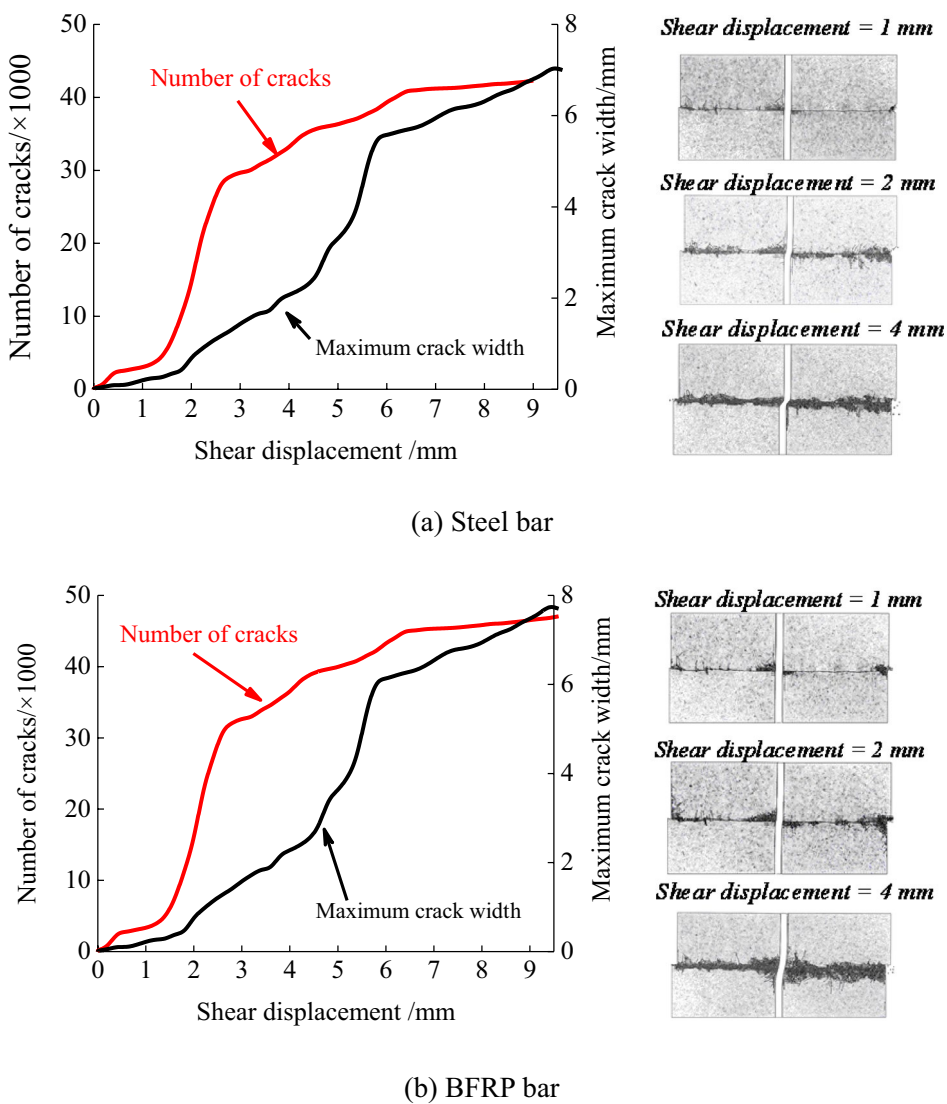 50
40
30
20
10
0
Number of cracks/×1000
8
6
4
2
0
Maximum crack width/mm
Number of cracks
Maximum crack width
0 1 2 3 4 5 6 7 8 9
Shear displacement /mm
Shear displacement = 1 mm
Shear displacement = 2 mm
Shear displacement = 4 mm
(a) Steel bar
50
40
30
20
10
0
Number of cracks/×1000
8
6
4
2
0
Maximum crack width/mm
Number of cracks
Maximum crack width
0 1 2 3 4 5 6 7 8 9
Shear displacement /mm
Shear displacement = 1 mm
Shear displacement = 2 mm
Shear displacement = 4 mm
(b) BFRP bar